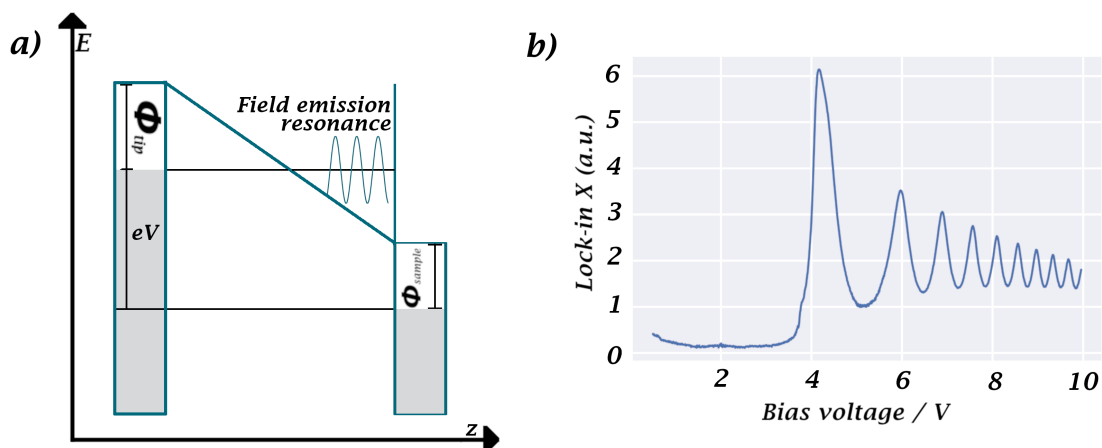 a)
E
Field emission
resonance
Φtip
eV
Φsample
z
b)
Lock-in X (a.u.)
6
5
4
3
2
1
0
2 4 6 8 10
Bias voltage / V